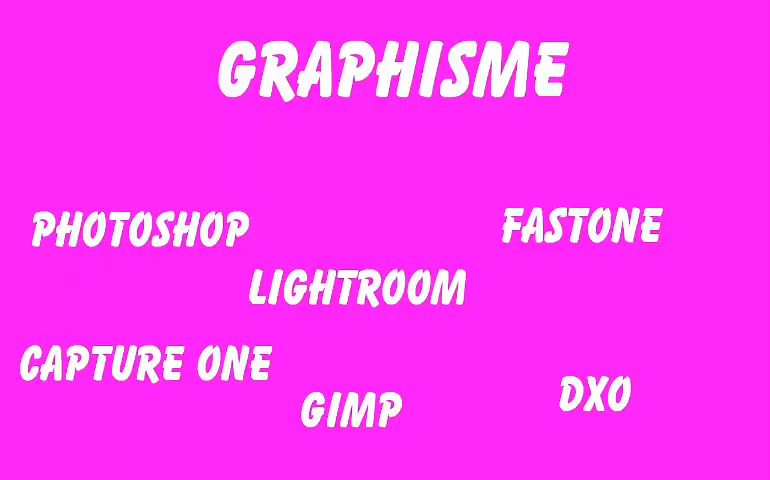 GRAPHISME
PHOTOSHOP
FASTONE
LIGHTROOM
CAPTURE ONE
GIMP
DXO